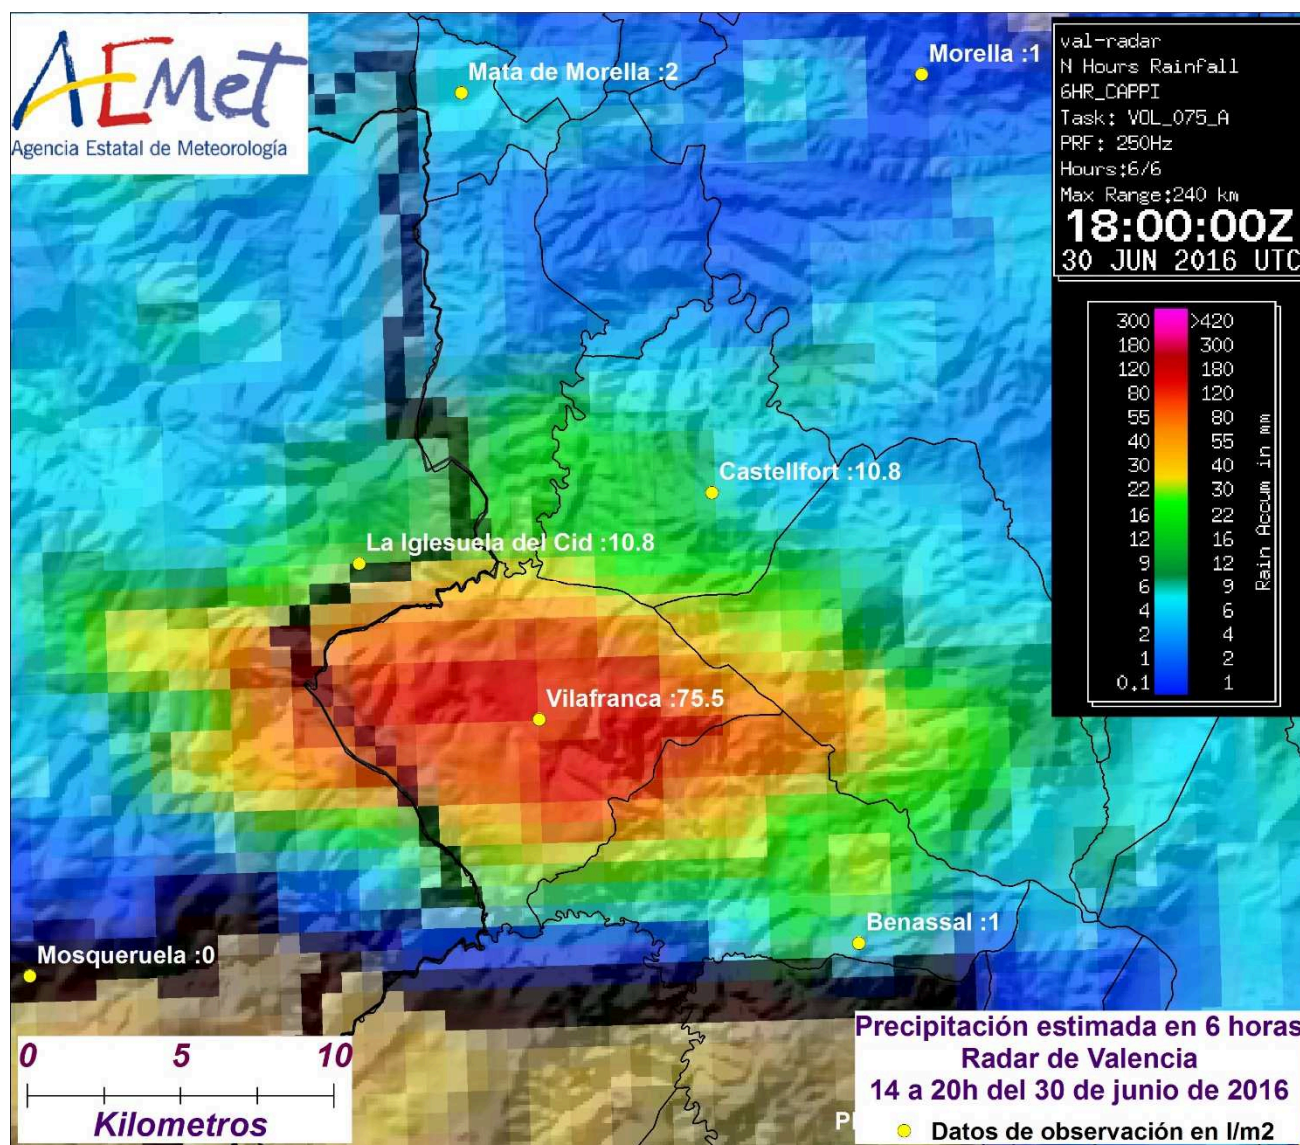 AEMet
Agencia Estatal de Meteorología
Mata de Morella :2
Morella :1
val-radar
N Hours Rainfall
6HR_CAPPI
Task: VOL_075_A
PRF: 250Hz
Hours:6/6
Max Range:240 km
18:00:00Z
30 JUN 2016 UTC
300 >420
180 300
120 180
80 120
55 80
40 55
30 40
22 30
16 22
12 16
9 12
6 9
4 6
2 4
1 2
0.1 1
Rain Accum in mm
Castellfort :10.8
La Iglesuela del Cid :10.8
Vilafranca :75.5
Benassal :1
Mosqueruela :0
0 5 10
Kilometros
Precipitación estimada en 6 horas
Radar de Valencia
14 a 20h del 30 de junio de 2016
Datos de observación en l/m2